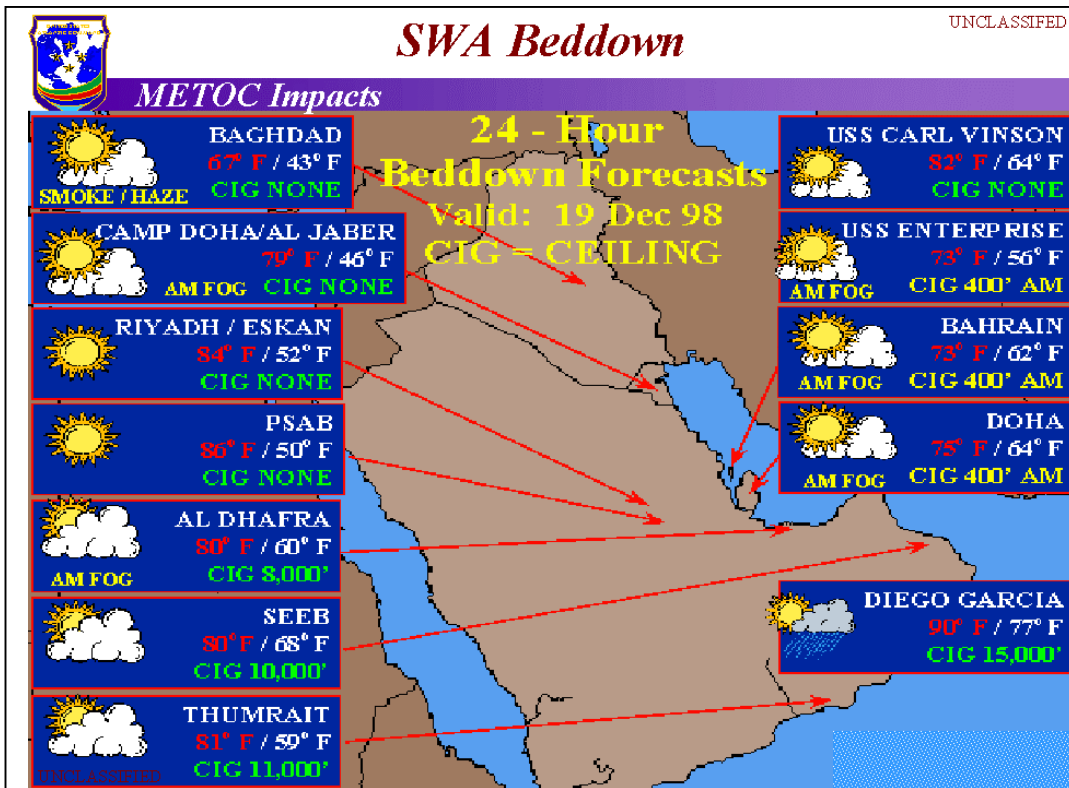 UNCLASSIFED
SWA Beddown
METOC Impacts
24 - Hour
Beddown Forecasts
Valid: 19 Dec 98
CIG = CEILING
BAGHDAD
67° F / 43° F
SMOKE / HAZE CIG NONE
CAMP DOHA/AL JABER
79° F / 46° F
AM FOG CIG NONE
RIYADH / ESKAN
84° F / 52° F
CIG NONE
PSAB
86° F / 50° F
CIG NONE
AL DHAFRA
80° F / 60° F
AM FOG CIG 8,000'
SEEB
80° F / 68° F
CIG 10,000'
THUMRAIT
81° F / 59° F
CIG 11,000'
UNCLASSIFIED
USS CARL VINSON
82° F / 64° F
CIG NONE
USS ENTERPRISE
73° F / 56° F
AM FOG CIG 400' AM
BAHRAIN
73° F / 62° F
AM FOG CIG 400' AM
DOHA
75° F / 64° F
AM FOG CIG 400' AM
DIEGO GARCIA
90° F / 77° F
CIG 15,000'